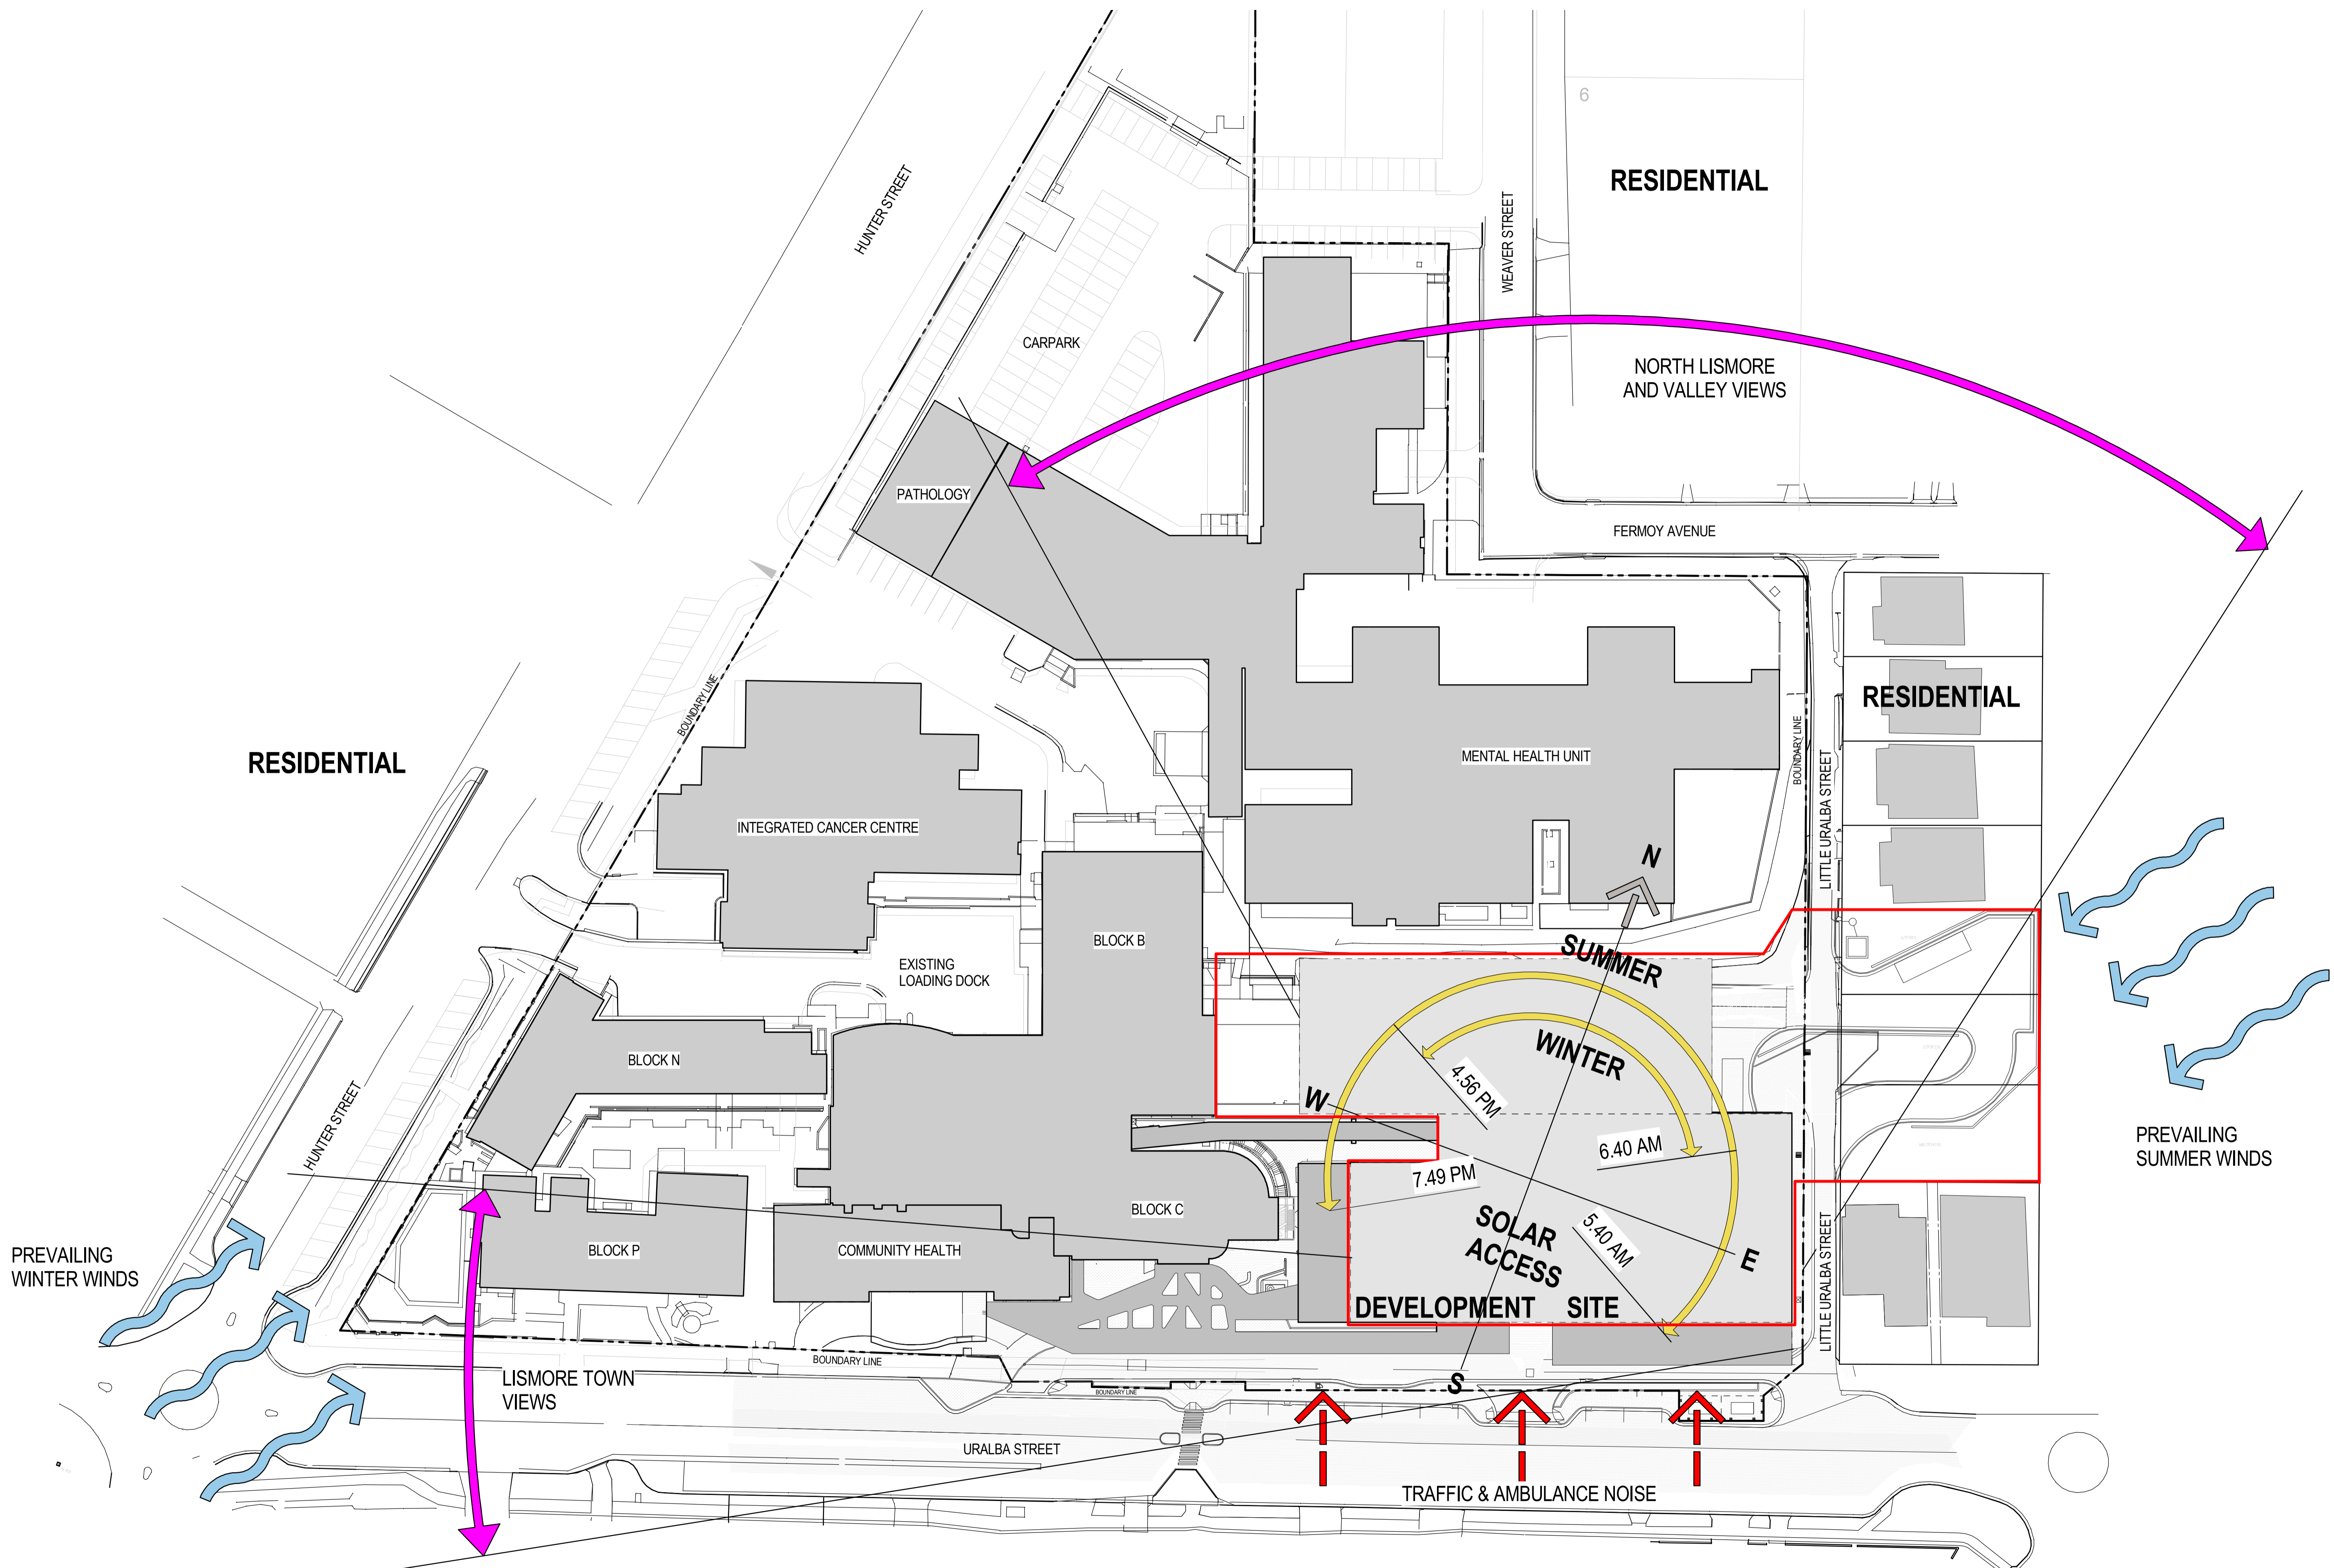 6
RESIDENTIAL
HUNTER STREET
WEAVER STREET
CARPARK
NORTH LISMORE
AND VALLEY VIEWS
PATHOLOGY
FERMOY AVENUE
BOUNDARY LINE
RESIDENTIAL
BOUNDARY LINE
RESIDENTIAL
MENTAL HEALTH UNIT
LITTLE URALBA STREET
INTEGRATED CANCER CENTRE
N
BLOCK B
SUMMER
EXISTING
LOADING DOCK
WINTER
BLOCK N
4.56 PM
W
HUNTER STREET
6.40 AM
PREVAILING
SUMMER WINDS
7.49 PM
BLOCK C
SOLAR
ACCESS
5.40 AM
E
BLOCK P
COMMUNITY HEALTH
PREVAILING
WINTER WINDS
LITTLE URALBA STREET
DEVELOPMENT SITE
BOUNDARY LINE
LISMORE TOWN
VIEWS
S
BOUNDARY LINE
URALBA STREET
TRAFFIC & AMBULANCE NOISE